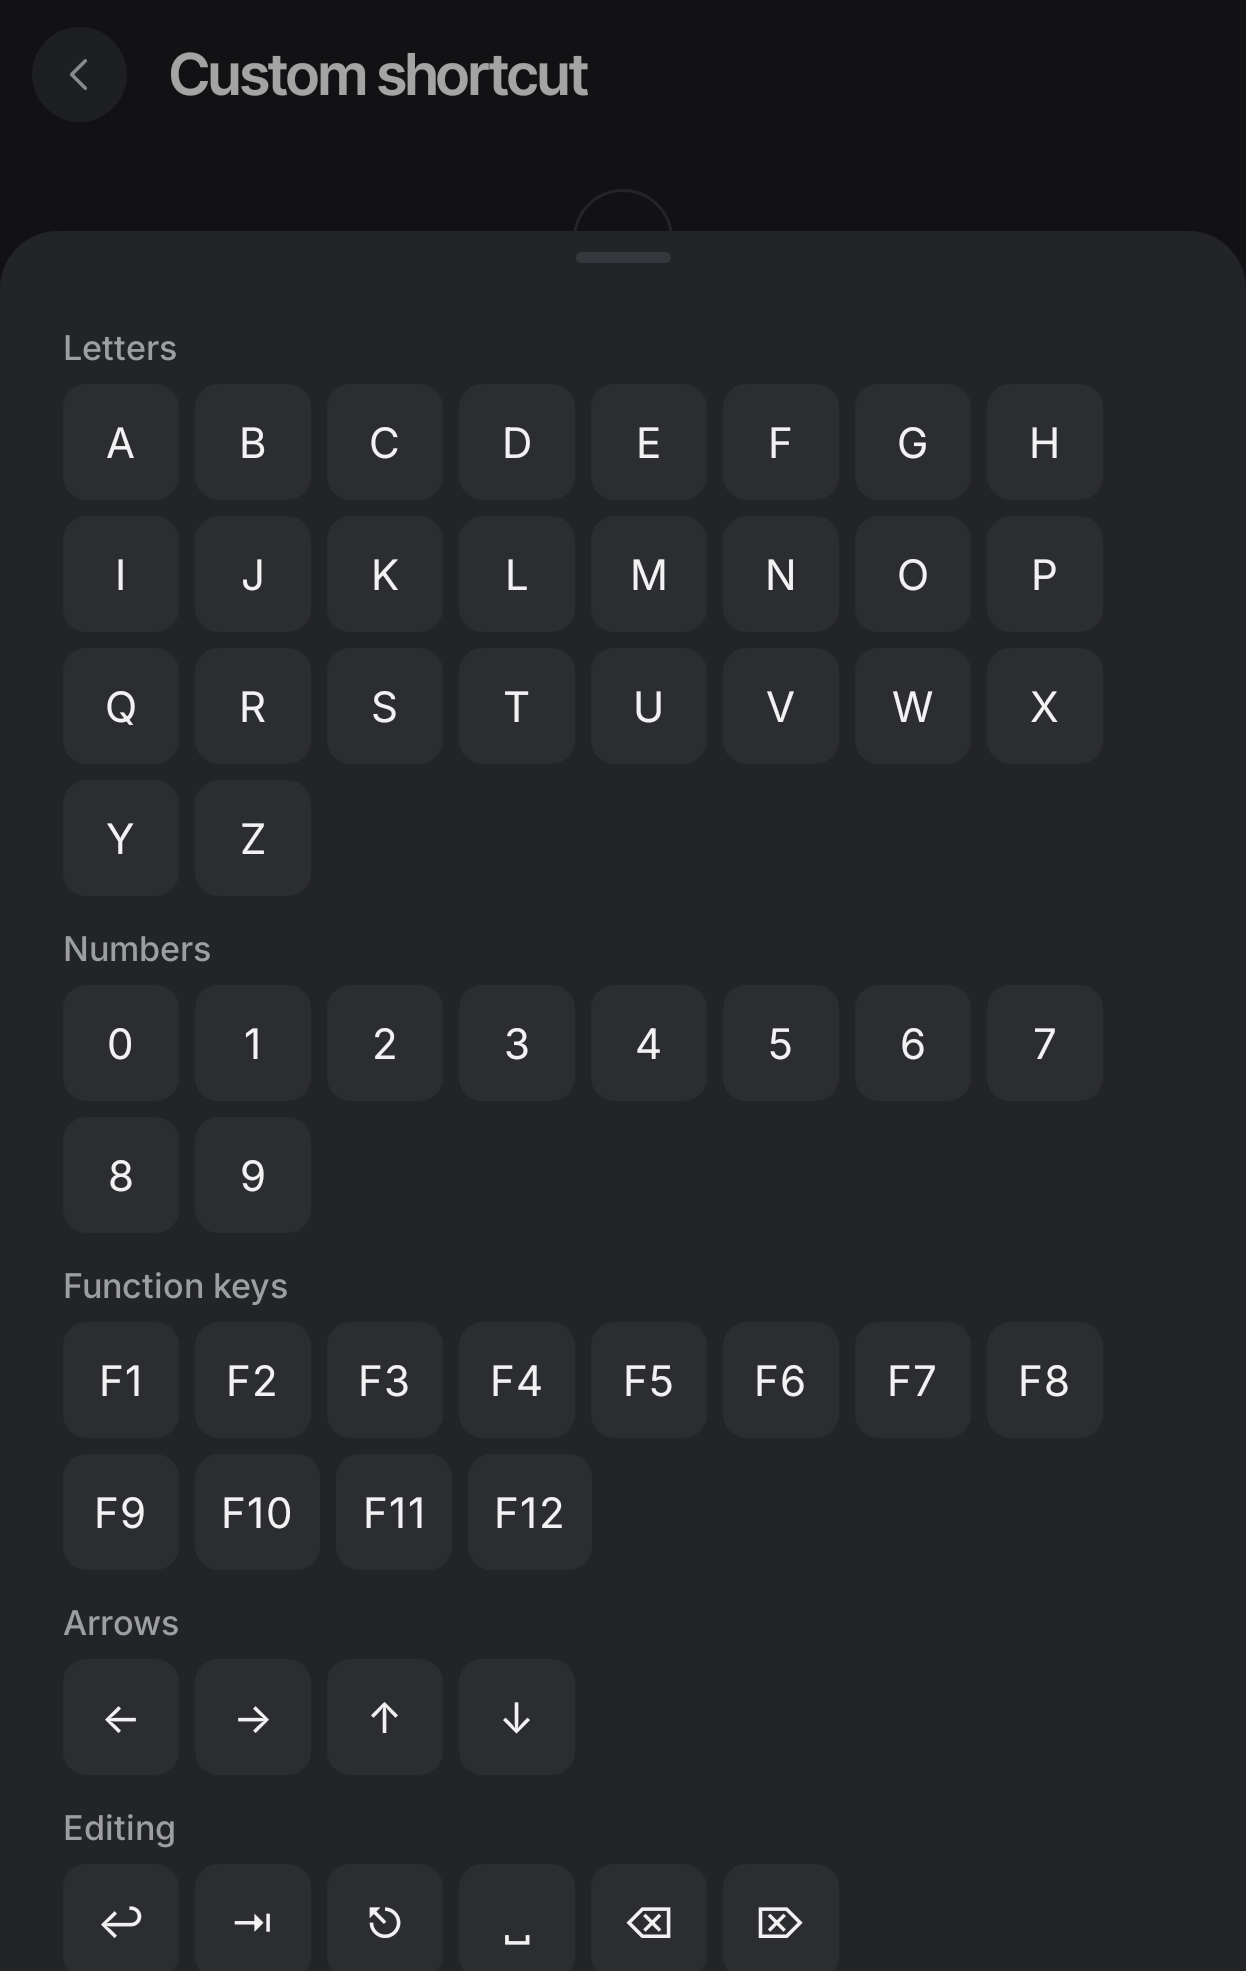 Custom shortcut
Letters
A B C D E F G H
I J K L M N O P
Q R S T U V W X
Y Z
Numbers
0 1 2 3 4 5 6 7
8 9
Function keys
F1 F2 F3 F4 F5 F6 F7 F8
F9 F10 F11 F12
Arrows
← → ↑ ↓
Editing
↩ ⇥ ⎋ ␣ ⌫ ⌦